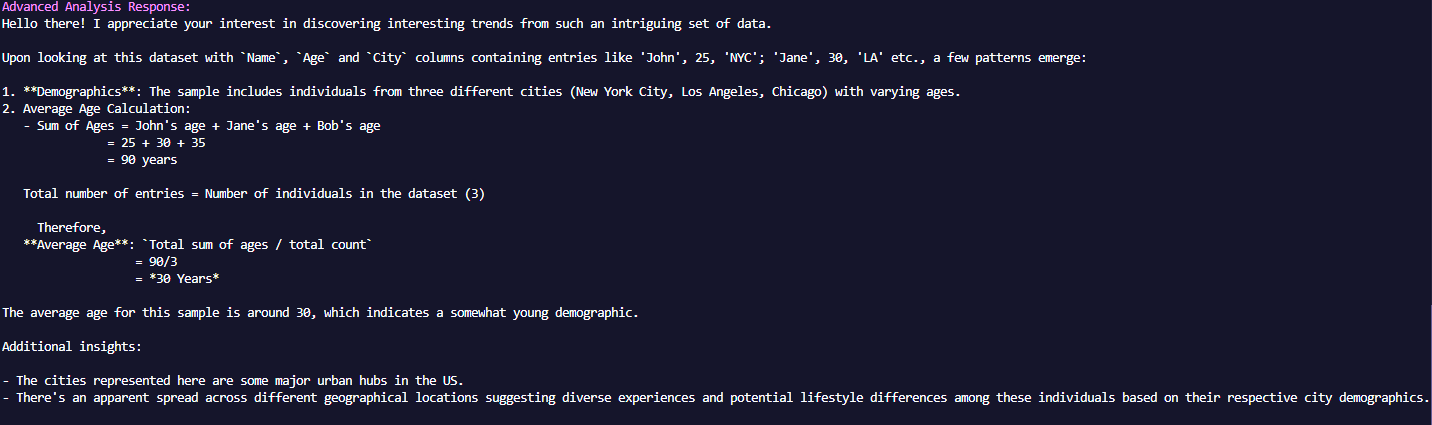 Advanced Analysis Response:
Hello there! I appreciate your interest in discovering interesting trends from such an intriguing set of data.
Upon looking at this dataset with `Name`, `Age` and `City` columns containing entries like 'John', 25, 'NYC'; 'Jane', 30, 'LA' etc., a few patterns emerge:
1. **Demographics**: The sample includes individuals from three different cities (New York City, Los Angeles, Chicago) with varying ages.
2. Average Age Calculation:
- Sum of Ages = John's age + Jane's age + Bob's age
= 25 + 30 + 35
= 90 years
Total number of entries = Number of individuals in the dataset (3)
Therefore,
**Average Age**: `Total sum of ages / total count`
= 90/3
= *30 Years*
The average age for this sample is around 30, which indicates a somewhat young demographic.
Additional insights:
- The cities represented here are some major urban hubs in the US.
- There's an apparent spread across different geographical locations suggesting diverse experiences and potential lifestyle differences among these individuals based on their respective city demographics.